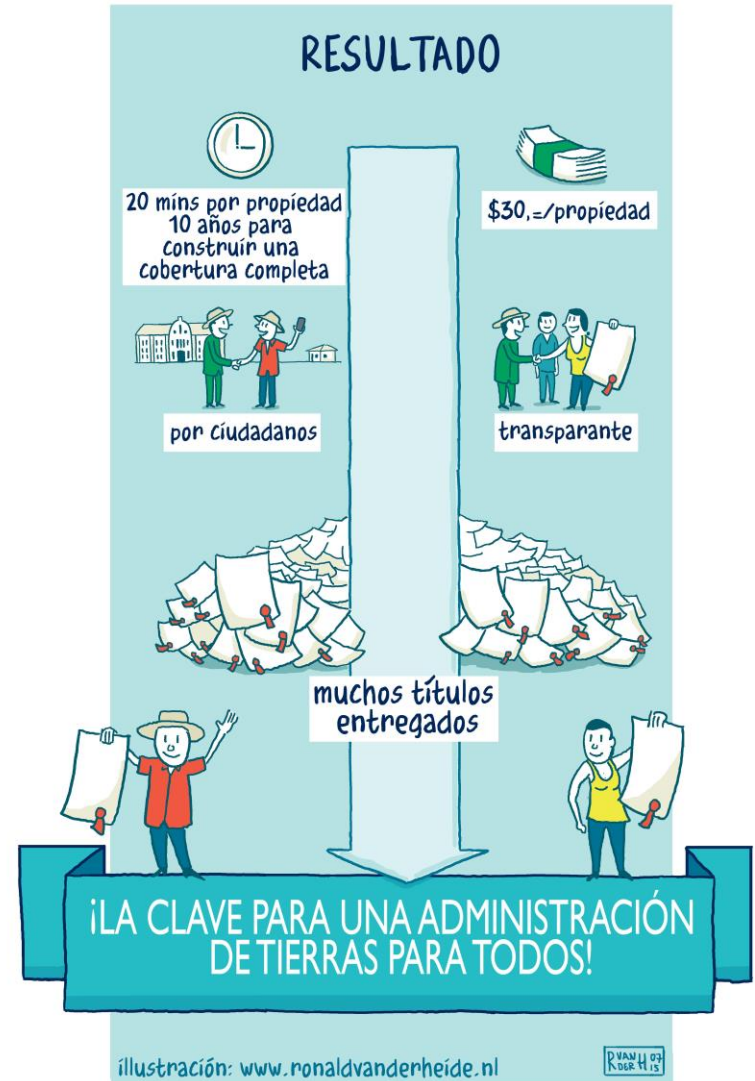 RESULTADO
20 mins por propiedad
10 años para
construir una
cobertura completa
$30,=/propiedad
por ciudadanos
transparante
muchos títulos
entregados
¡LA CLAVE PARA UNA ADMINISTRACIÓN
DE TIERRAS PARA TODOS!
illustración: www.ronaldvanderheide.nl
R VAN DER H 07 15